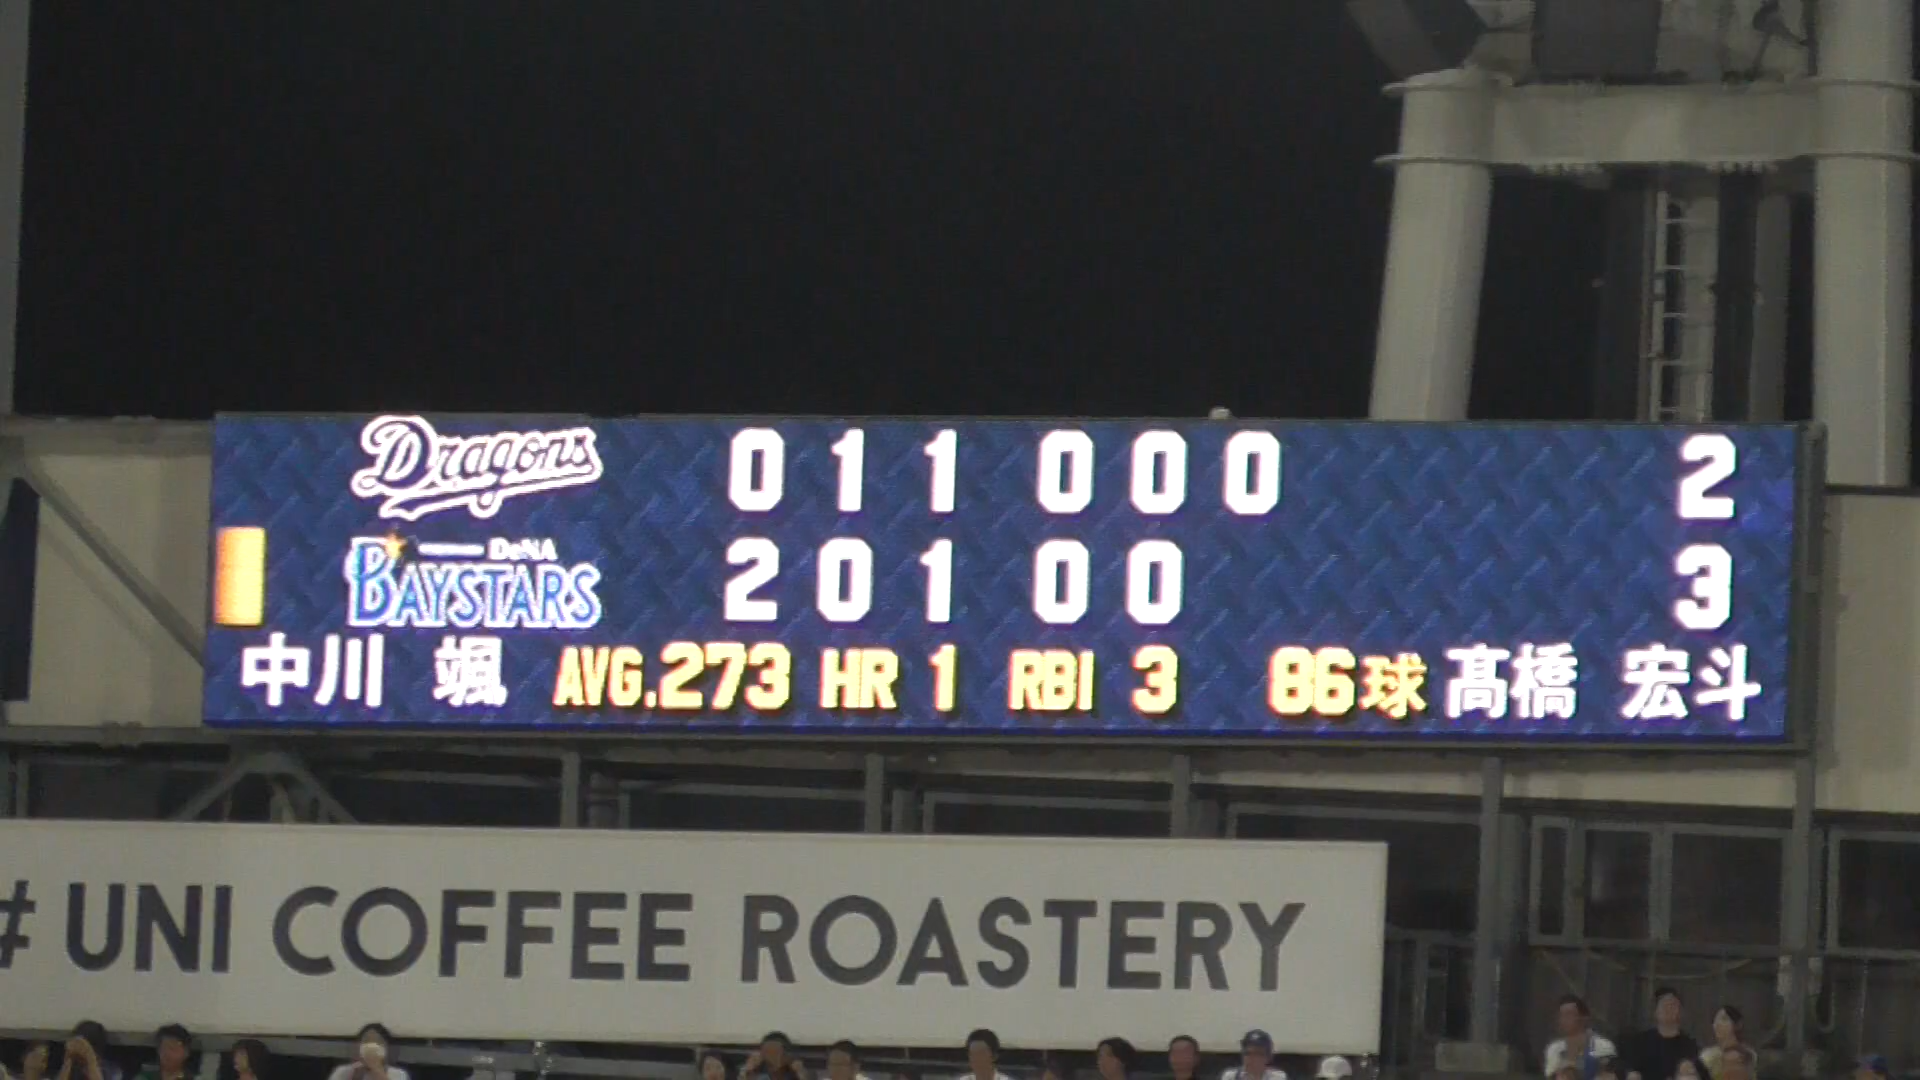 Dragons 0 1 1 0 0 0 2
DeNA
BAYSTARS 2 0 1 0 0 3
中川 颯 AVG.273 HR 1 RBI 3 86球 髙橋 宏斗
# UNI COFFEE ROASTERY